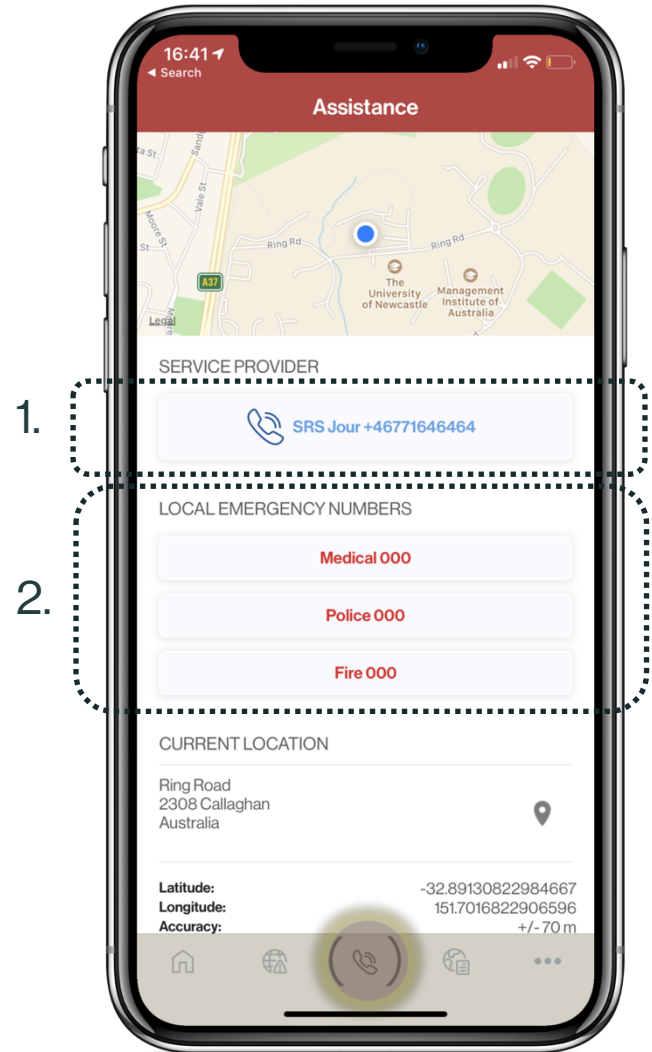 16:41
◀ Search
Assistance
Vale St
Moore St
St
Ring Rd
Ring Rd
A37
The
University
of Newcastle
Management
Institute of
Australia
Legal
SERVICE PROVIDER
1.
SRS Jour +46771646464
LOCAL EMERGENCY NUMBERS
Medical 000
2.
Police 000
Fire 000
CURRENT LOCATION
Ring Road
2308 Callaghan
Australia
Latitude: -32.89130822984667
Longitude: 151.7016822906596
Accuracy: +/- 70 m